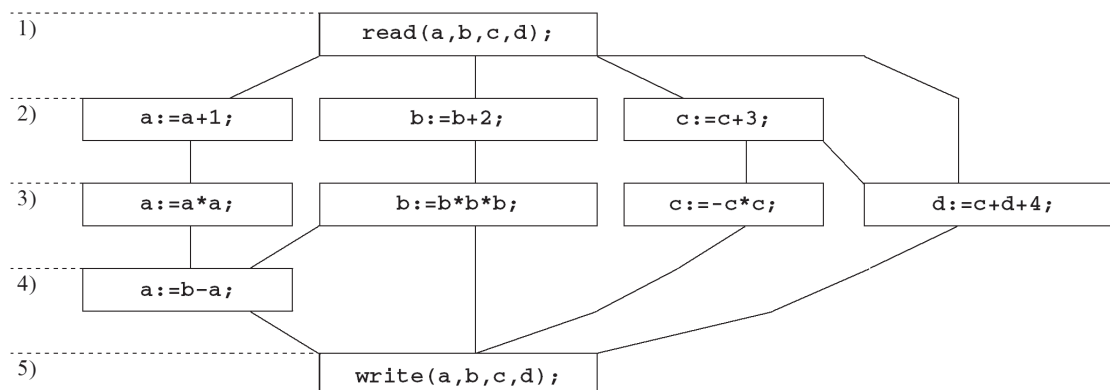 1) read(a,b,c,d);
2) a:=a+1; b:=b+2; c:=c+3;
3) a:=a*a; b:=b*b*b; c:=-c*c; d:=c+d+4;
4) a:=b-a;
5) write(a,b,c,d);